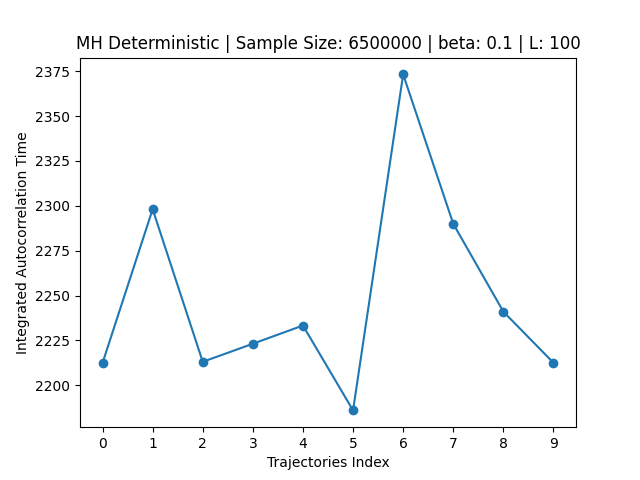 MH Deterministic | Sample Size: 6500000 | beta: 0.1 | L: 100
Integrated Autocorrelation Time
2375
2350
2325
2300
2275
2250
2225
2200
0 1 2 3 4 5 6 7 8 9
Trajectories Index